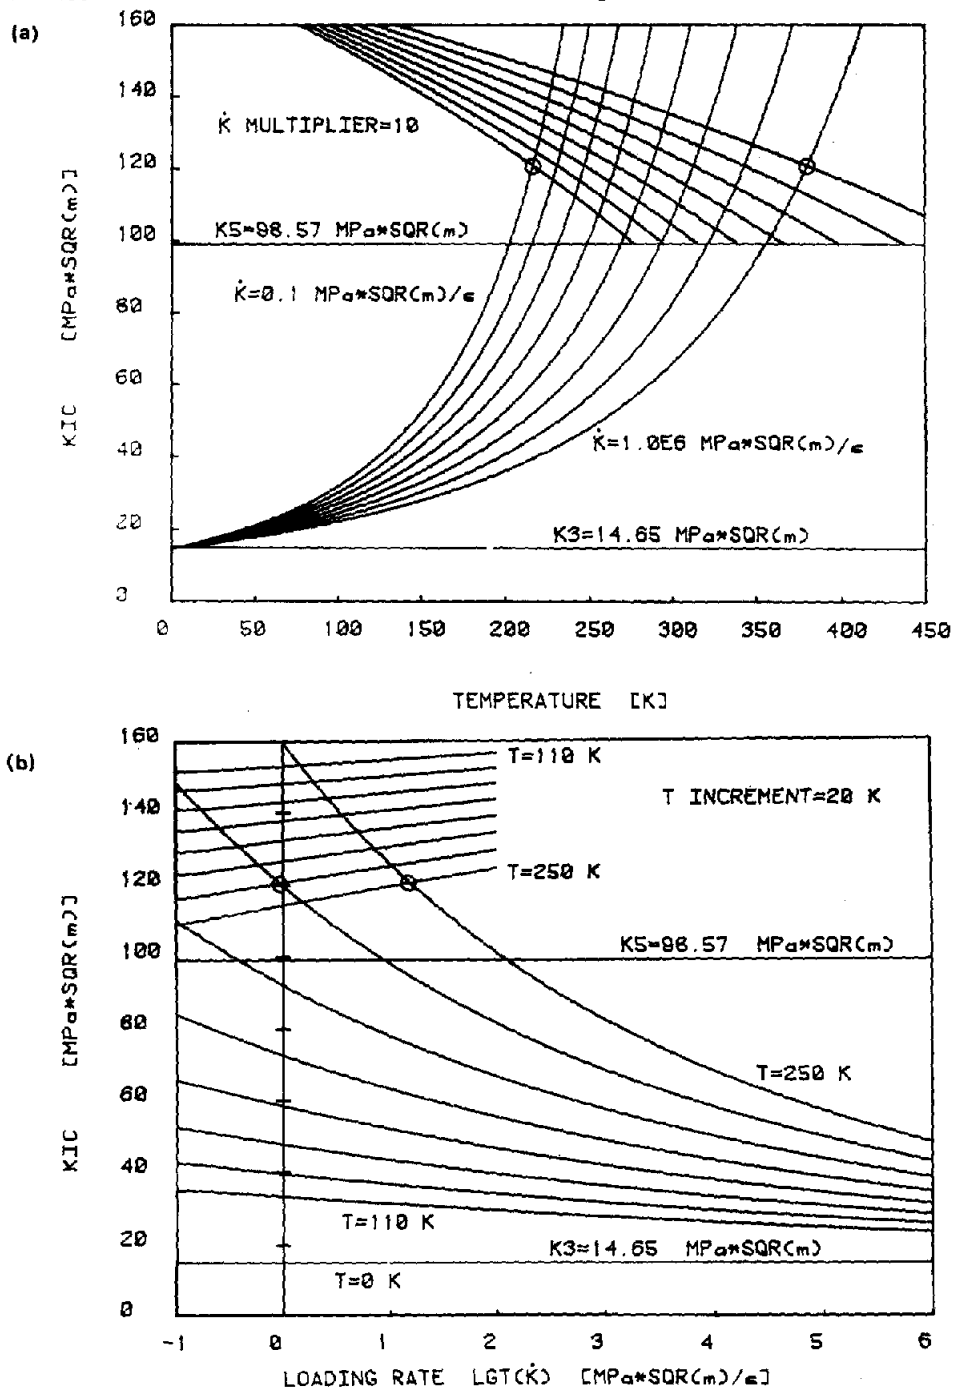 (a)
160
140
120
100
80
60
40
20
0
KIC [MPa*SQR(m)]
K̇ MULTIPLIER=10
K5=98.57 MPa*SQR(m)
K̇=0.1 MPa*SQR(m)/s
K̇=1.0E6 MPa*SQR(m)/s
K3=14.65 MPa*SQR(m)
0 50 100 150 200 250 300 350 400 450
TEMPERATURE [K]
(b)
160
140
120
100
60
60
40
20
0
KIC [MPa*SQR(m)]
T=110 K
T INCREMENT=20 K
T=250 K
K5=98.57 MPa*SQR(m)
T=250 K
T=110 K
K3=14.65 MPa*SQR(m)
T=0 K
-1 0 1 2 3 4 5 6
LOADING RATE LGT(K̇) [MPa*SQR(m)/s]